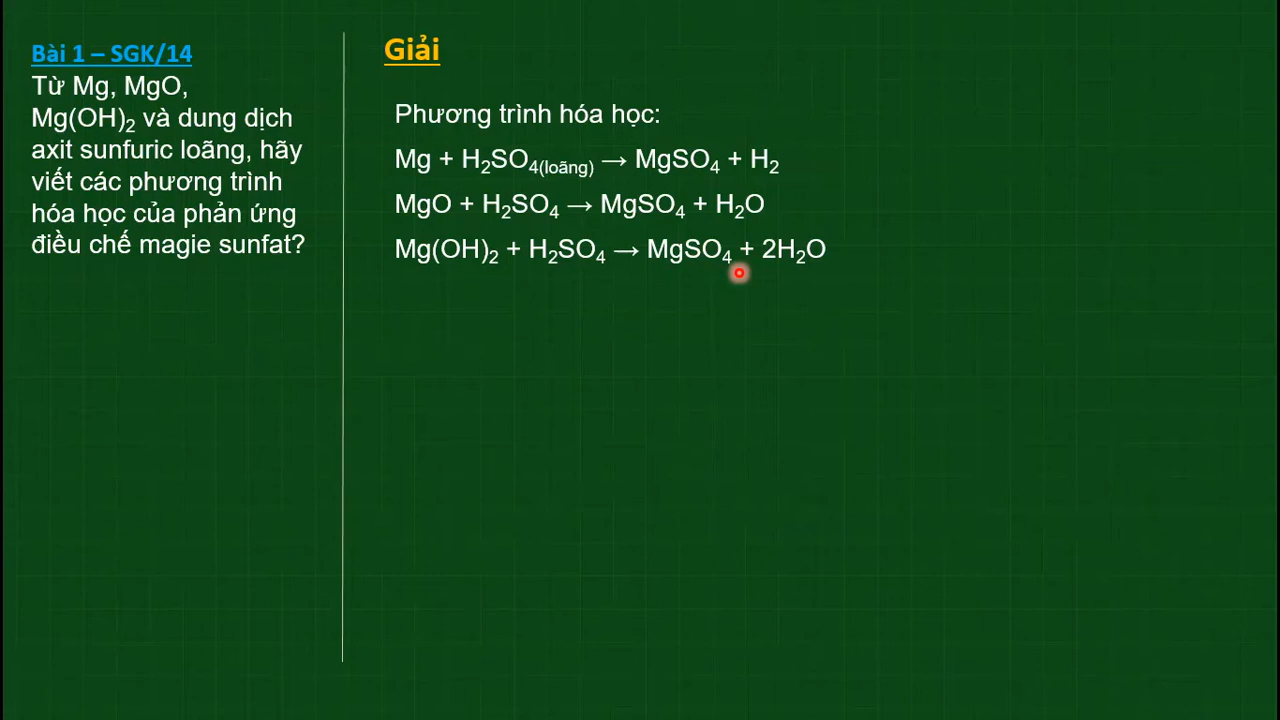 Bài 1 – SGK/14
Từ Mg, MgO,
Mg(OH)₂ và dung dịch
axit sunfuric loãng, hãy
viết các phương trình
hóa học của phản ứng
điều chế magie sunfat?
Giải
Phương trình hóa học:
Mg + H₂SO₄(loãng) → MgSO₄ + H₂
MgO + H₂SO₄ → MgSO₄ + H₂O
Mg(OH)₂ + H₂SO₄ → MgSO₄ + 2H₂O